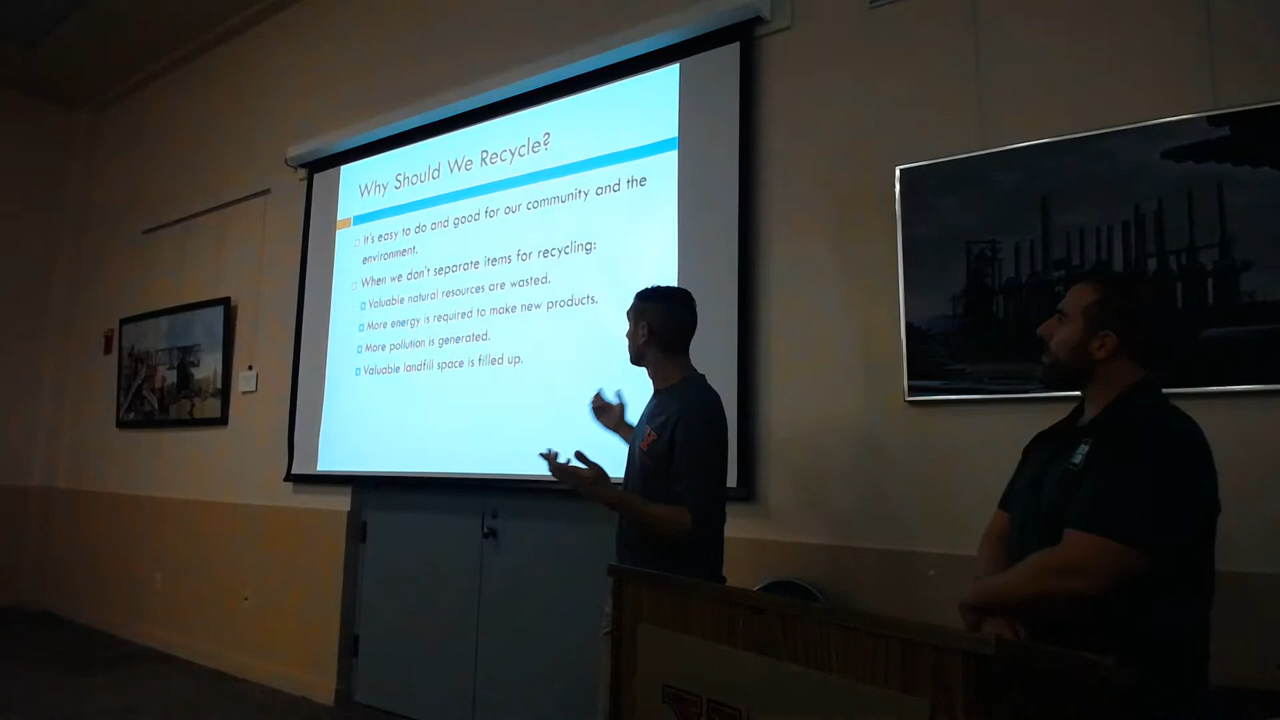 Why Should We Recycle?
It's easy to do and good for our community and the
environment.
When we don't separate items for recycling:
Valuable natural resources are wasted.
More energy is required to make new products.
More pollution is generated.
Valuable landfill space is filled up.